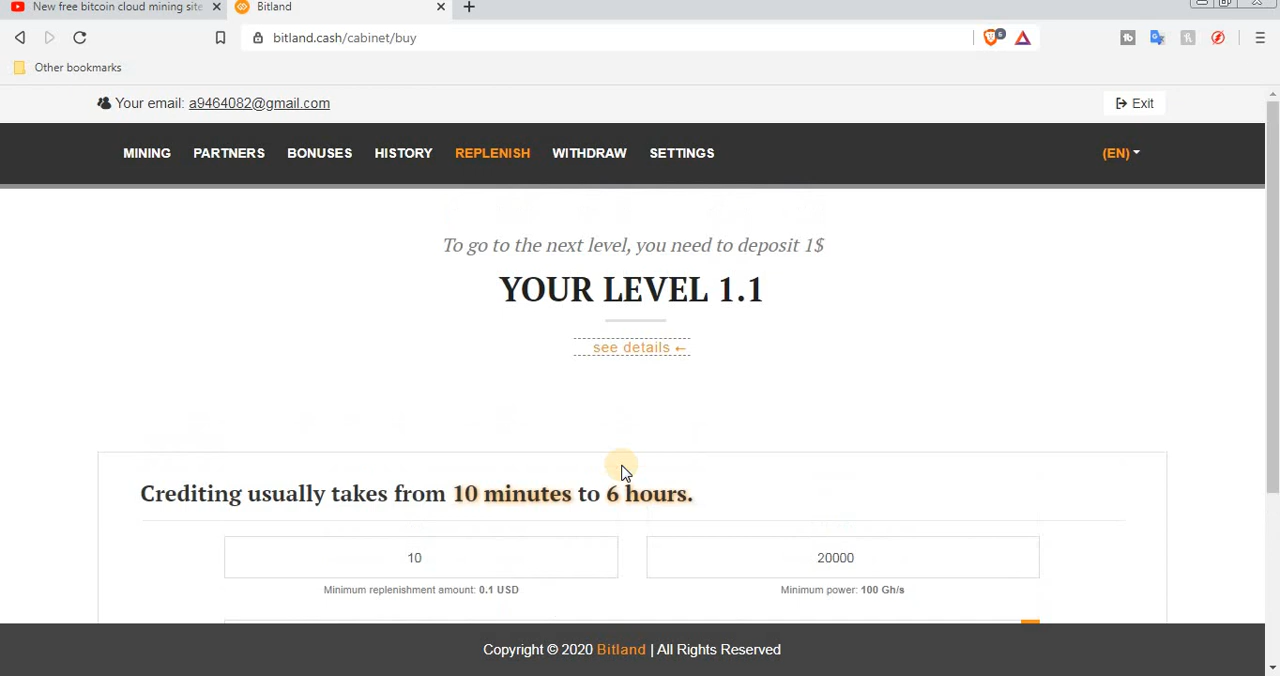 New free bitcoin cloud mining site
Bitland
bitland.cash/cabinet/buy
6
tb
Other bookmarks
Your email: a9464082@gmail.com
Exit
MINING
PARTNERS
BONUSES
HISTORY
REPLENISH
WITHDRAW
SETTINGS
(EN)
To go to the next level, you need to deposit 1$
YOUR LEVEL 1.1
see details ←
Crediting usually takes from 10 minutes to 6 hours.
10
20000
Minimum replenishment amount: 0.1 USD
Minimum power: 100 Gh/s
Copyright © 2020 Bitland | All Rights Reserved